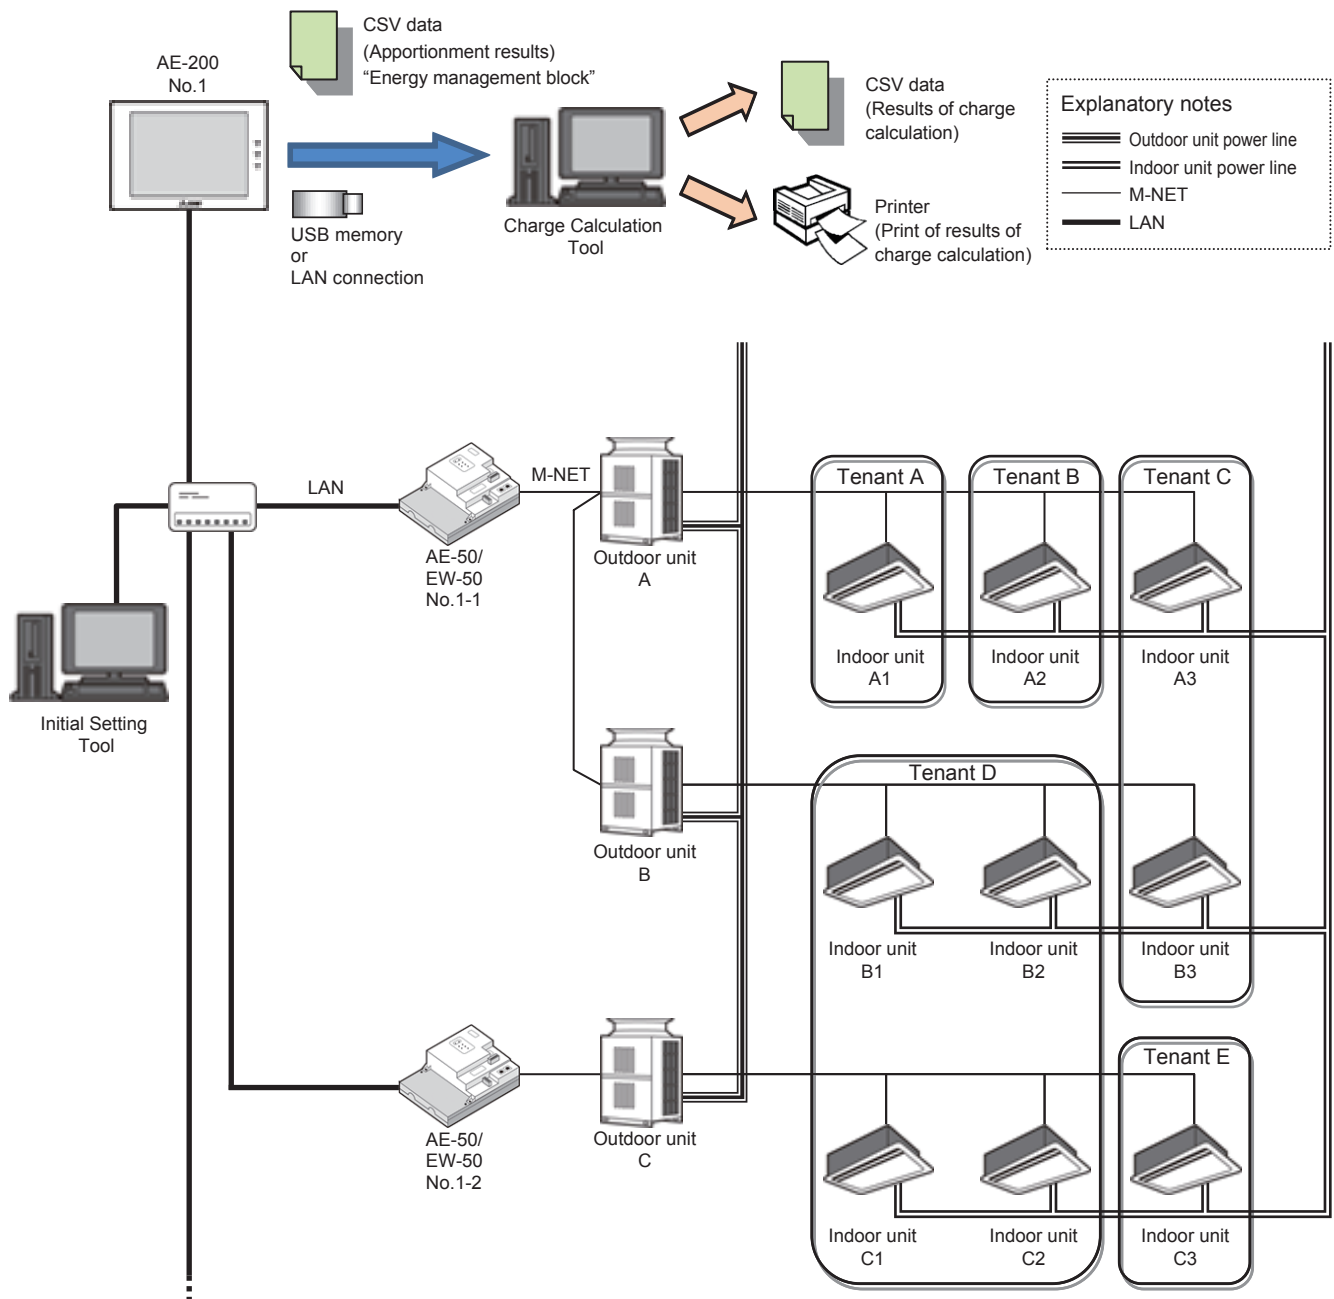 AE-200
No.1
CSV data
(Apportionment results)
“Energy management block”
USB memory
or
LAN connection
Charge Calculation
Tool
CSV data
(Results of charge
calculation)
Printer
(Print of results of
charge calculation)
Explanatory notes
Outdoor unit power line
Indoor unit power line
M-NET
LAN
LAN
M-NET
AE-50/
EW-50
No.1-1
Outdoor unit
A
Tenant A
Tenant B
Tenant C
Indoor unit
A1
Indoor unit
A2
Indoor unit
A3
Initial Setting
Tool
Outdoor unit
B
Tenant D
Indoor unit
B1
Indoor unit
B2
Indoor unit
B3
AE-50/
EW-50
No.1-2
Outdoor unit
C
Tenant E
Indoor unit
C1
Indoor unit
C2
Indoor unit
C3